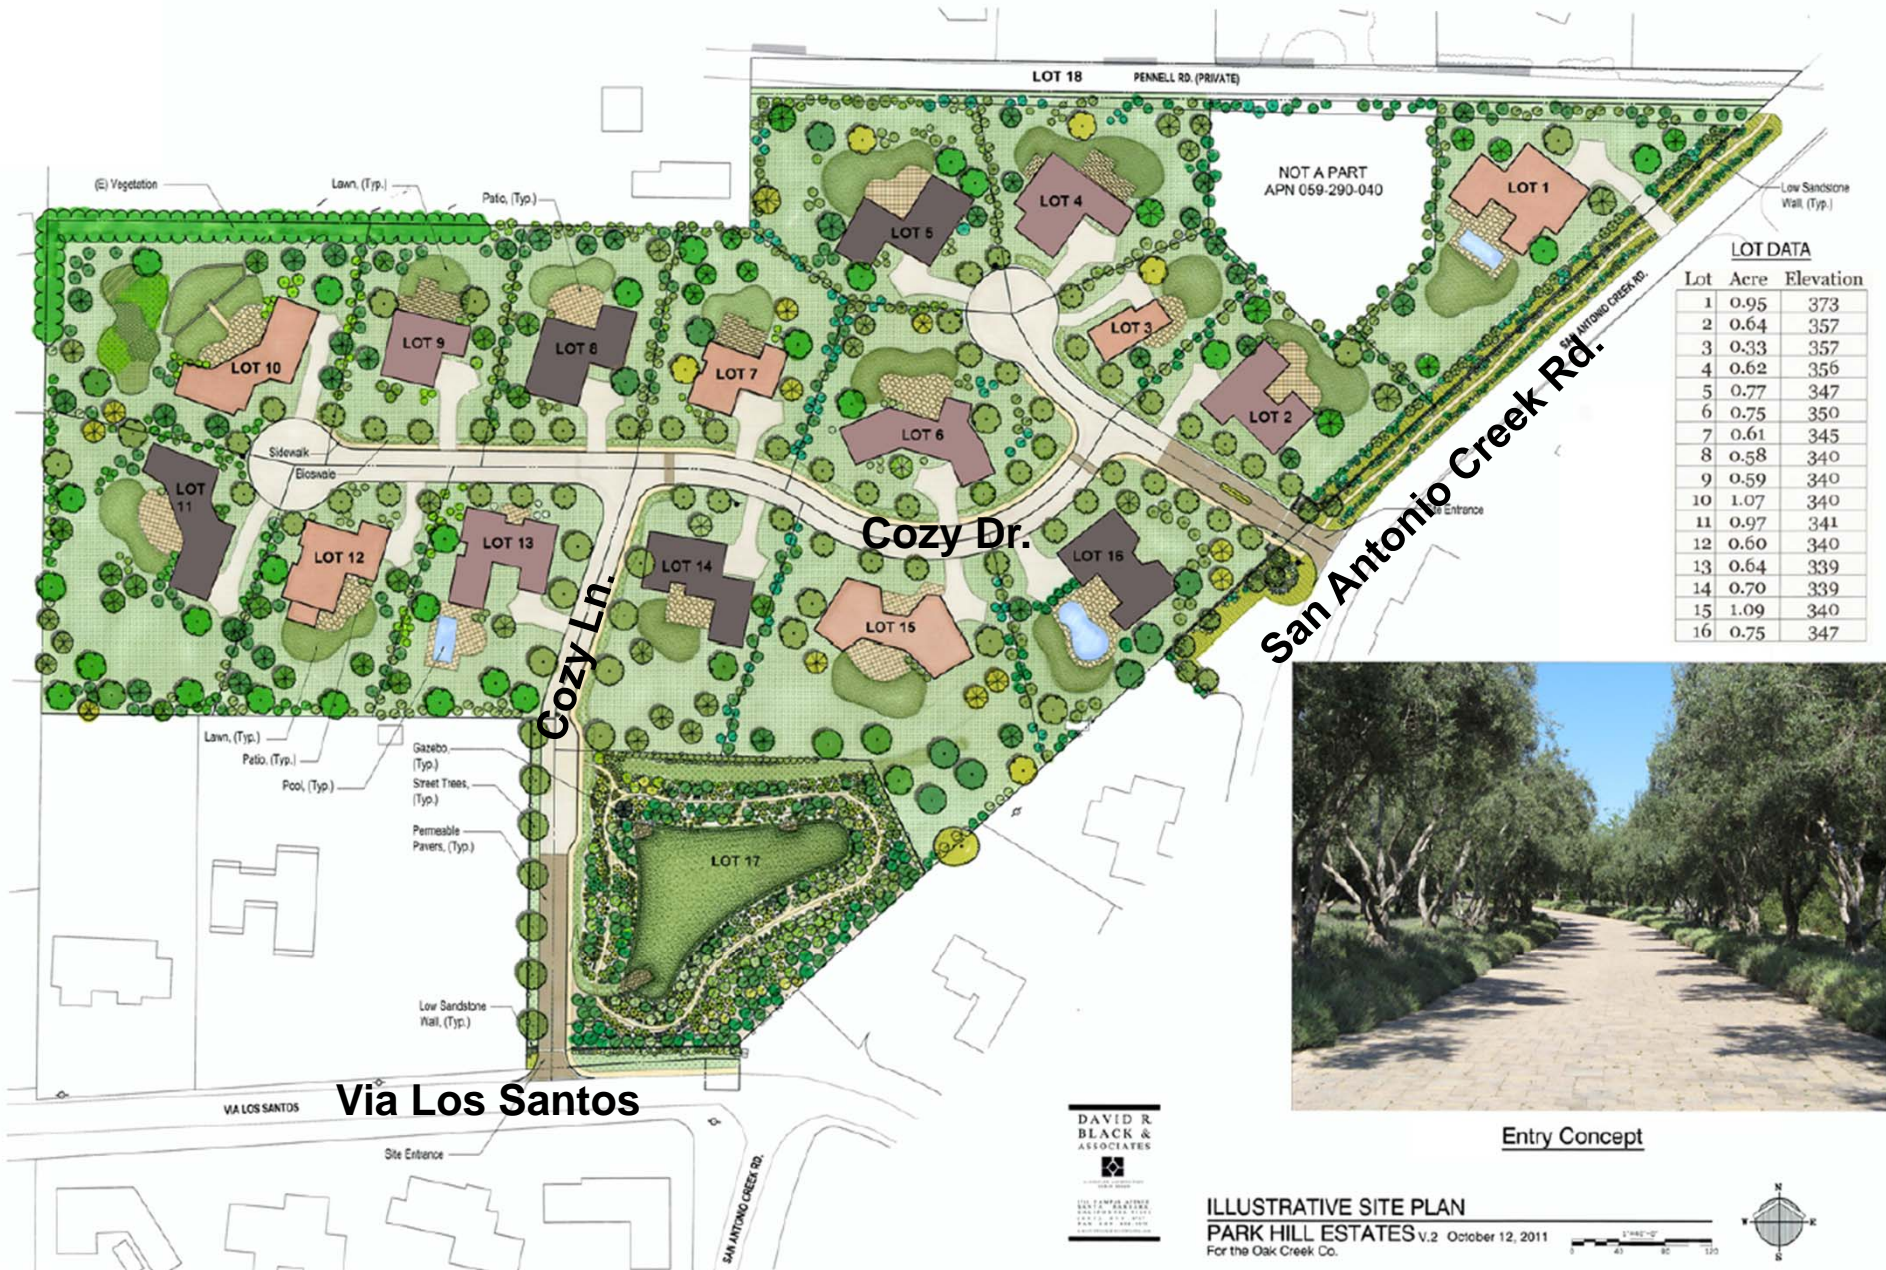 LOT 18
PENNELL RD. (PRIVATE)
(E) Vegetation
Lawn, (Typ.)
Patio, (Typ.)
NOT A PART
APN 059-290-040
LOT 1
LOT 4
LOT 5
Low Sandstone
Wall, (Typ.)
LOT DATA
Lot Acre Elevation
1 0.95 373
2 0.64 357
3 0.33 357
4 0.62 356
5 0.77 347
6 0.75 350
7 0.61 345
8 0.58 340
9 0.59 340
10 1.07 340
11 0.97 341
12 0.60 340
13 0.64 339
14 0.70 339
15 1.09 340
16 0.75 347
SAN ANTONIO CREEK RD.
San Antonio Creek Rd.
LOT 3
LOT 9
LOT 8
LOT 10
LOT 7
LOT 2
LOT 6
Sidewalk
Bioswale
LOT
11
Site Entrance
Cozy Dr.
LOT 12
LOT 13
LOT 14
LOT 16
LOT 15
Cozy Ln.
Lawn, (Typ.)
Patio, (Typ.)
Pool, (Typ.)
Gazebo,
(Typ.)
Street Trees,
(Typ.)
Permeable
Pavers, (Typ.)
LOT 17
Low Sandstone
Wall, (Typ.)
VIA LOS SANTOS
Via Los Santos
Site Entrance
SAN ANTONIO CREEK RD.
DAVID R
BLACK &
ASSOCIATES
Entry Concept
ILLUSTRATIVE SITE PLAN
PARK HILL ESTATES V.2 October 12, 2011
For the Oak Creek Co.
0 40 80 120
N
W E
S